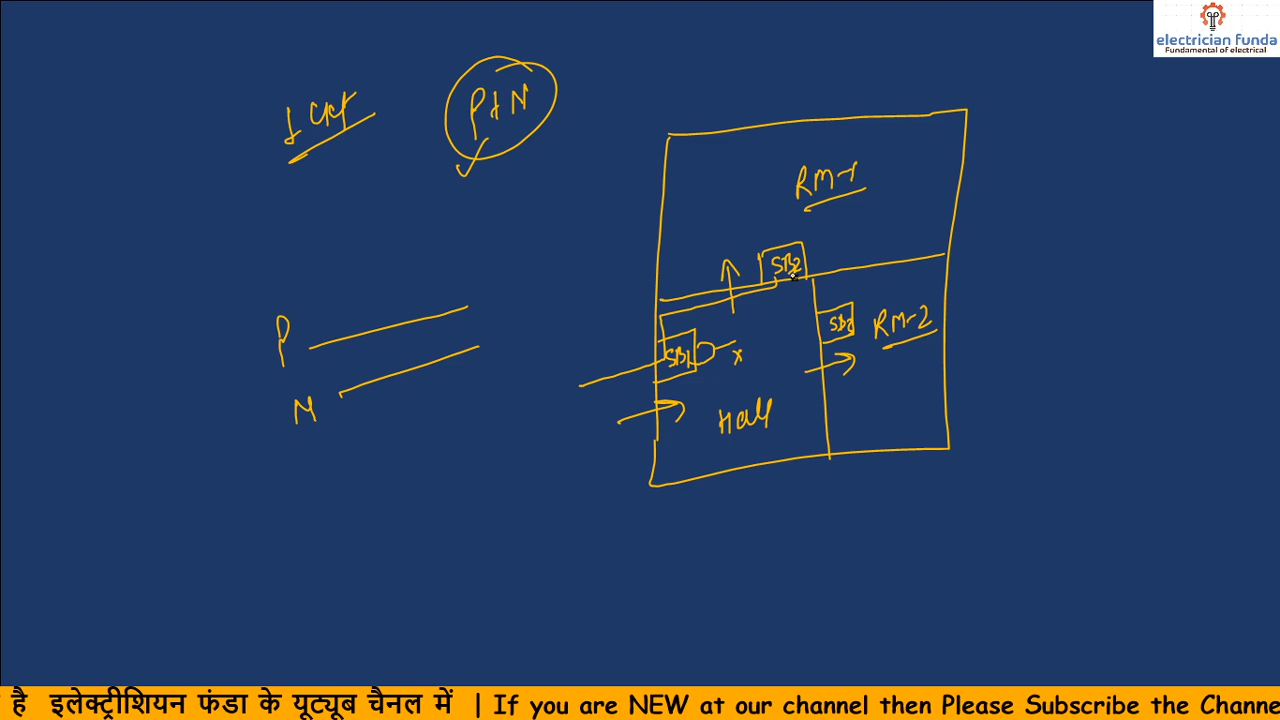 electrician funda
Fundamental of electrical
1 CKT
P+N
RM-1
SB2
P
SB1
SB3
RM-2
N
Hall
है इलेक्ट्रीशियन फंडा के यूट्यूब चैनल में | If you are NEW at our channel then Please Subscribe the Channe